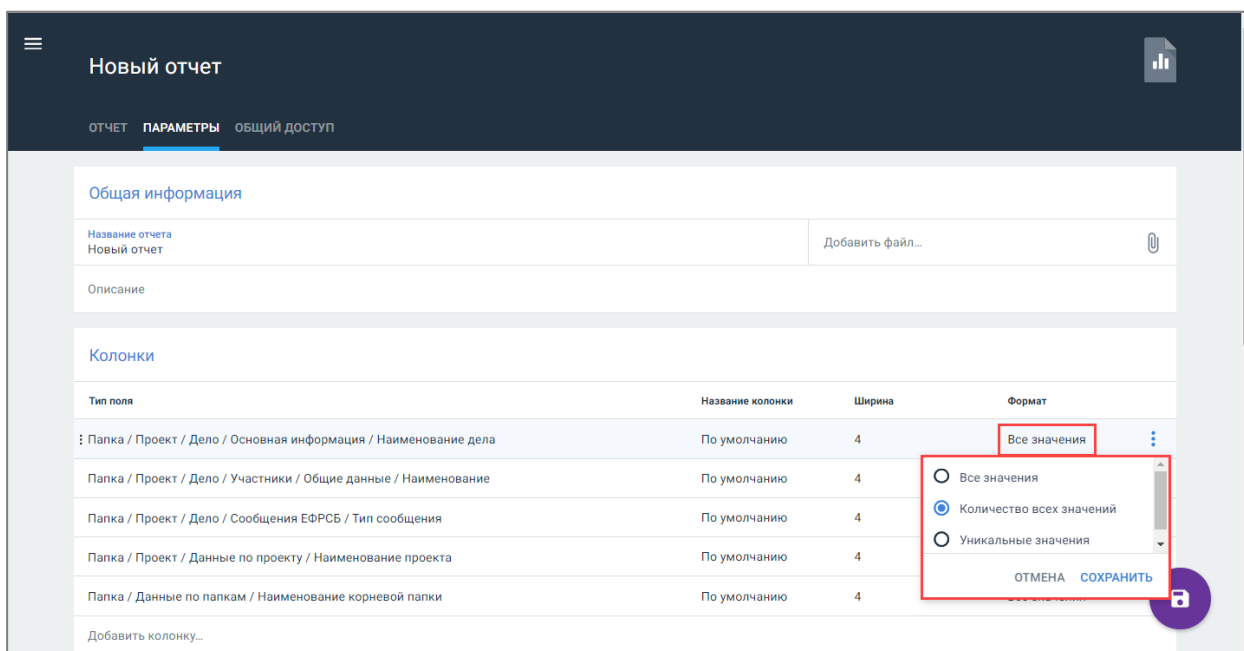 Новый отчет
ОТЧЕТ ПАРАМЕТРЫ ОБЩИЙ ДОСТУП
Общая информация
Название отчета
Новый отчет
Добавить файл...
Описание
Колонки
Тип поля Название колонки Ширина Формат
Папка / Проект / Дело / Основная информация / Наименование дела По умолчанию 4 Все значения
Папка / Проект / Дело / Участники / Общие данные / Наименование По умолчанию 4
Папка / Проект / Дело / Сообщения ЕФРСБ / Тип сообщения По умолчанию 4
Папка / Проект / Данные по проекту / Наименование проекта По умолчанию 4
Папка / Данные по папкам / Наименование корневой папки По умолчанию 4
Добавить колонку...
Все значения
Количество всех значений
Уникальные значения
ОТМЕНА СОХРАНИТЬ